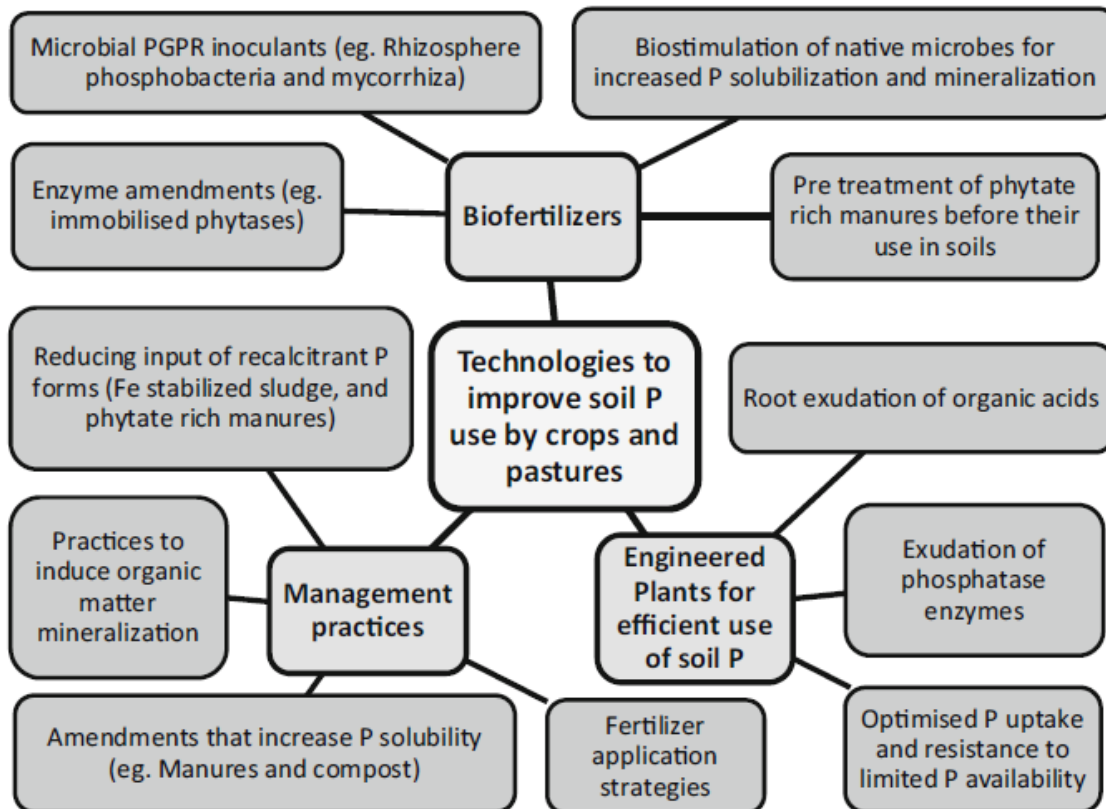 Microbial PGPR inoculants (eg. Rhizosphere
phosphobacteria and mycorrhiza)
Biostimulation of native microbes for
increased P solubilization and mineralization
Enzyme amendments (eg.
immobilised phytases)
Biofertilizers
Pre treatment of phytate
rich manures before their
use in soils
Reducing input of recalcitrant P
forms (Fe stabilized sludge, and
phytate rich manures)
Technologies to
improve soil P
use by crops and
pastures
Root exudation of organic acids
Practices to
induce organic
matter
mineralization
Management
practices
Engineered
Plants for
efficient use
of soil P
Exudation of
phosphatase
enzymes
Amendments that increase P solubility
(eg. Manures and compost)
Fertilizer
application
strategies
Optimised P uptake
and resistance to
limited P availability